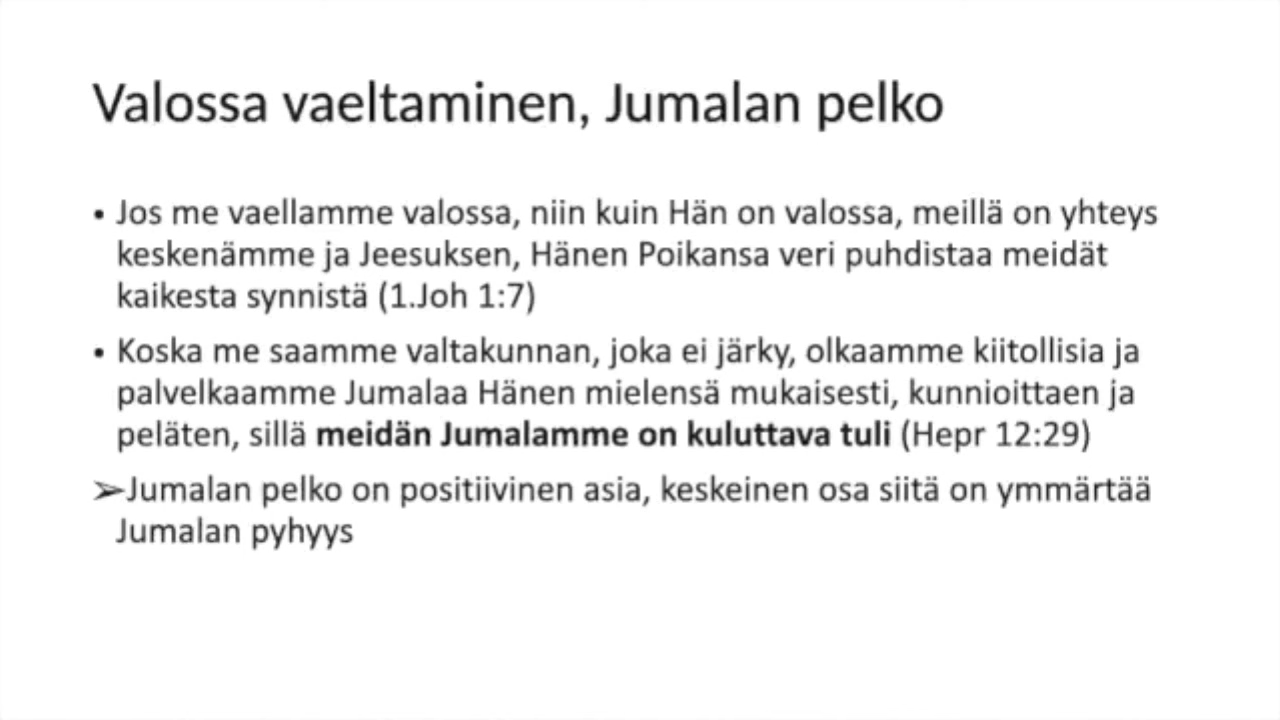 Valossa vaeltaminen, Jumalan pelko
• Jos me vaellamme valossa, niin kuin Hän on valossa, meillä on yhteys
keskenämme ja Jeesuksen, Hänen Poikansa veri puhdistaa meidät
kaikesta synnistä (1.Joh 1:7)
• Koska me saamme valtakunnan, joka ei järky, olkaamme kiitollisia ja
palvelkaamme Jumalaa Hänen mielensä mukaisesti, kunnioittaen ja
peläten, sillä meidän Jumalamme on kuluttava tuli (Hepr 12:29)
➢Jumalan pelko on positiivinen asia, keskeinen osa siitä on ymmärtää
Jumalan pyhyys